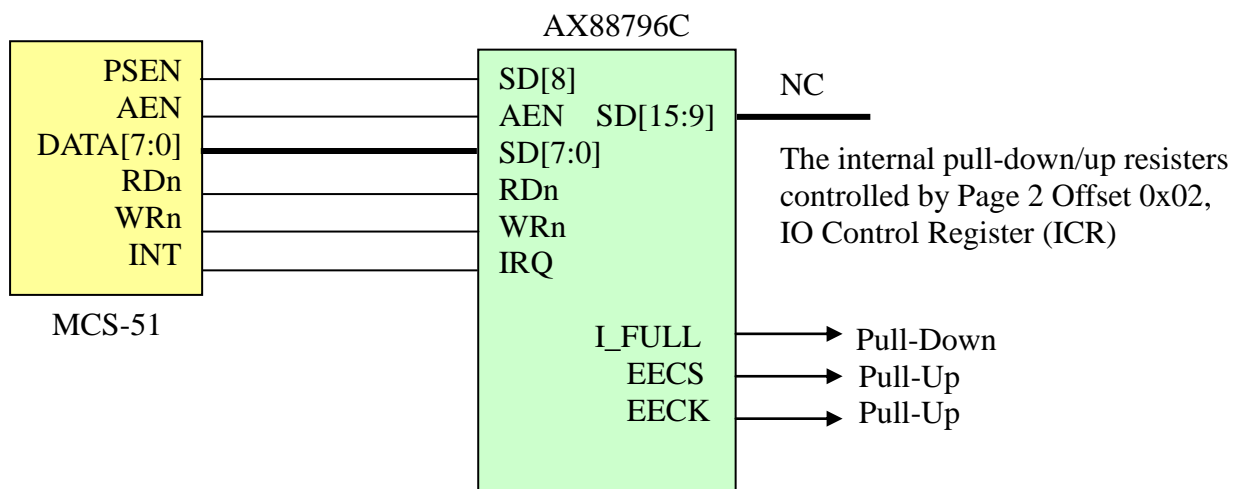 AX88796C
PSEN
AEN
DATA[7:0]
RDn
WRn
INT
MCS-51
SD[8]
AEN SD[15:9]
SD[7:0]
RDn
WRn
IRQ
I_FULL
EECS
EECK
NC
The internal pull-down/up resisters
controlled by Page 2 Offset 0x02,
IO Control Register (ICR)
Pull-Down
Pull-Up
Pull-Up